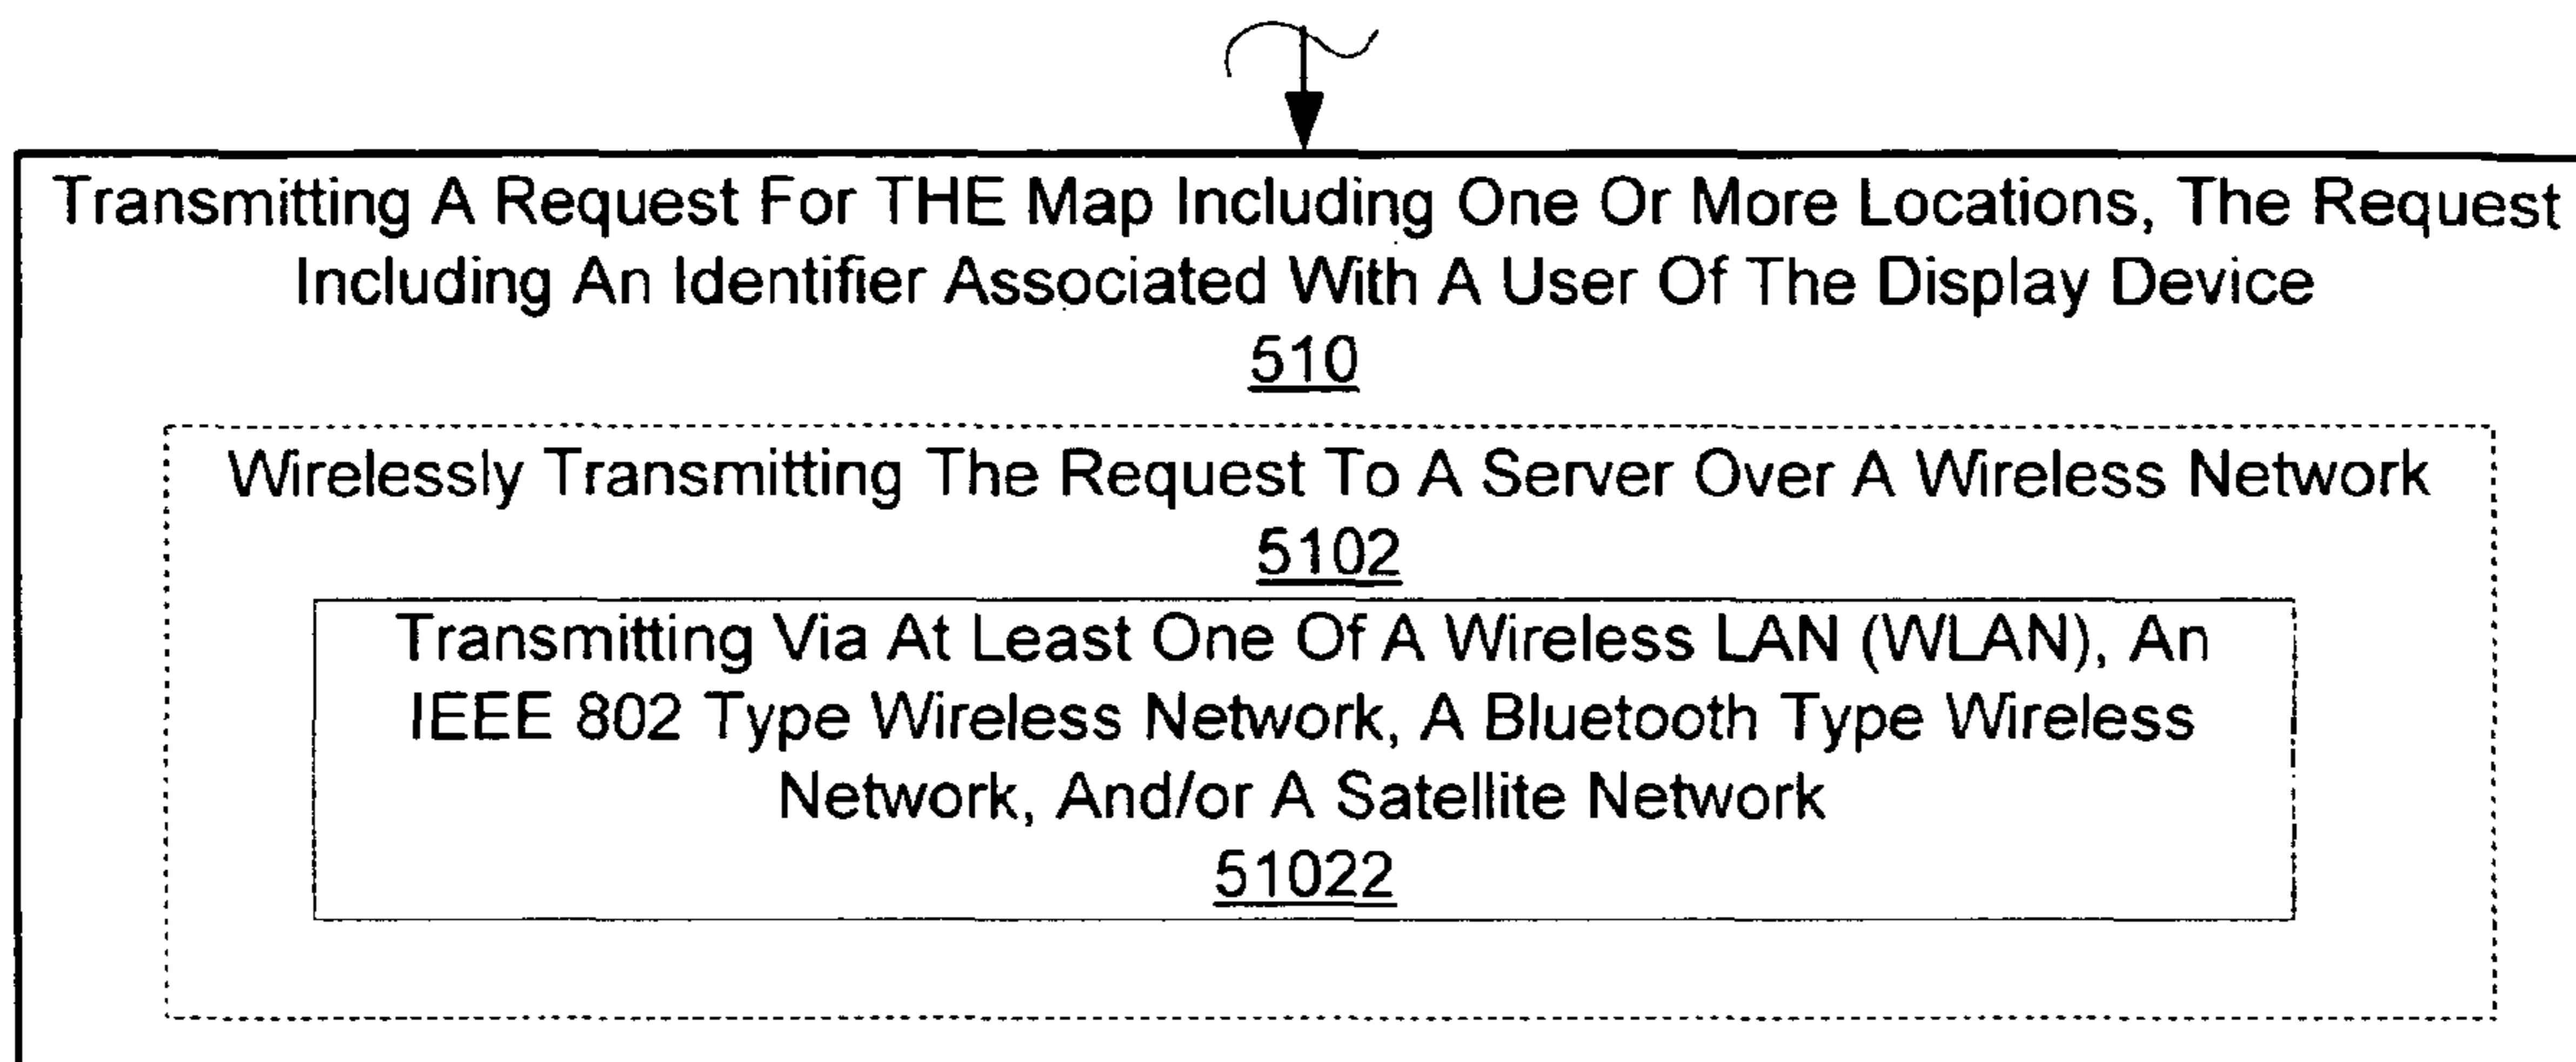 Transmitting A Request For THE Map Including One Or More Locations, The Request
Including An Identifier Associated With A User Of The Display Device
510
Wirelessly Transmitting The Request To A Server Over A Wireless Network
5102
Transmitting Via At Least One Of A Wireless LAN (WLAN), An
IEEE 802 Type Wireless Network, A Bluetooth Type Wireless
Network, And/or A Satellite Network
51022